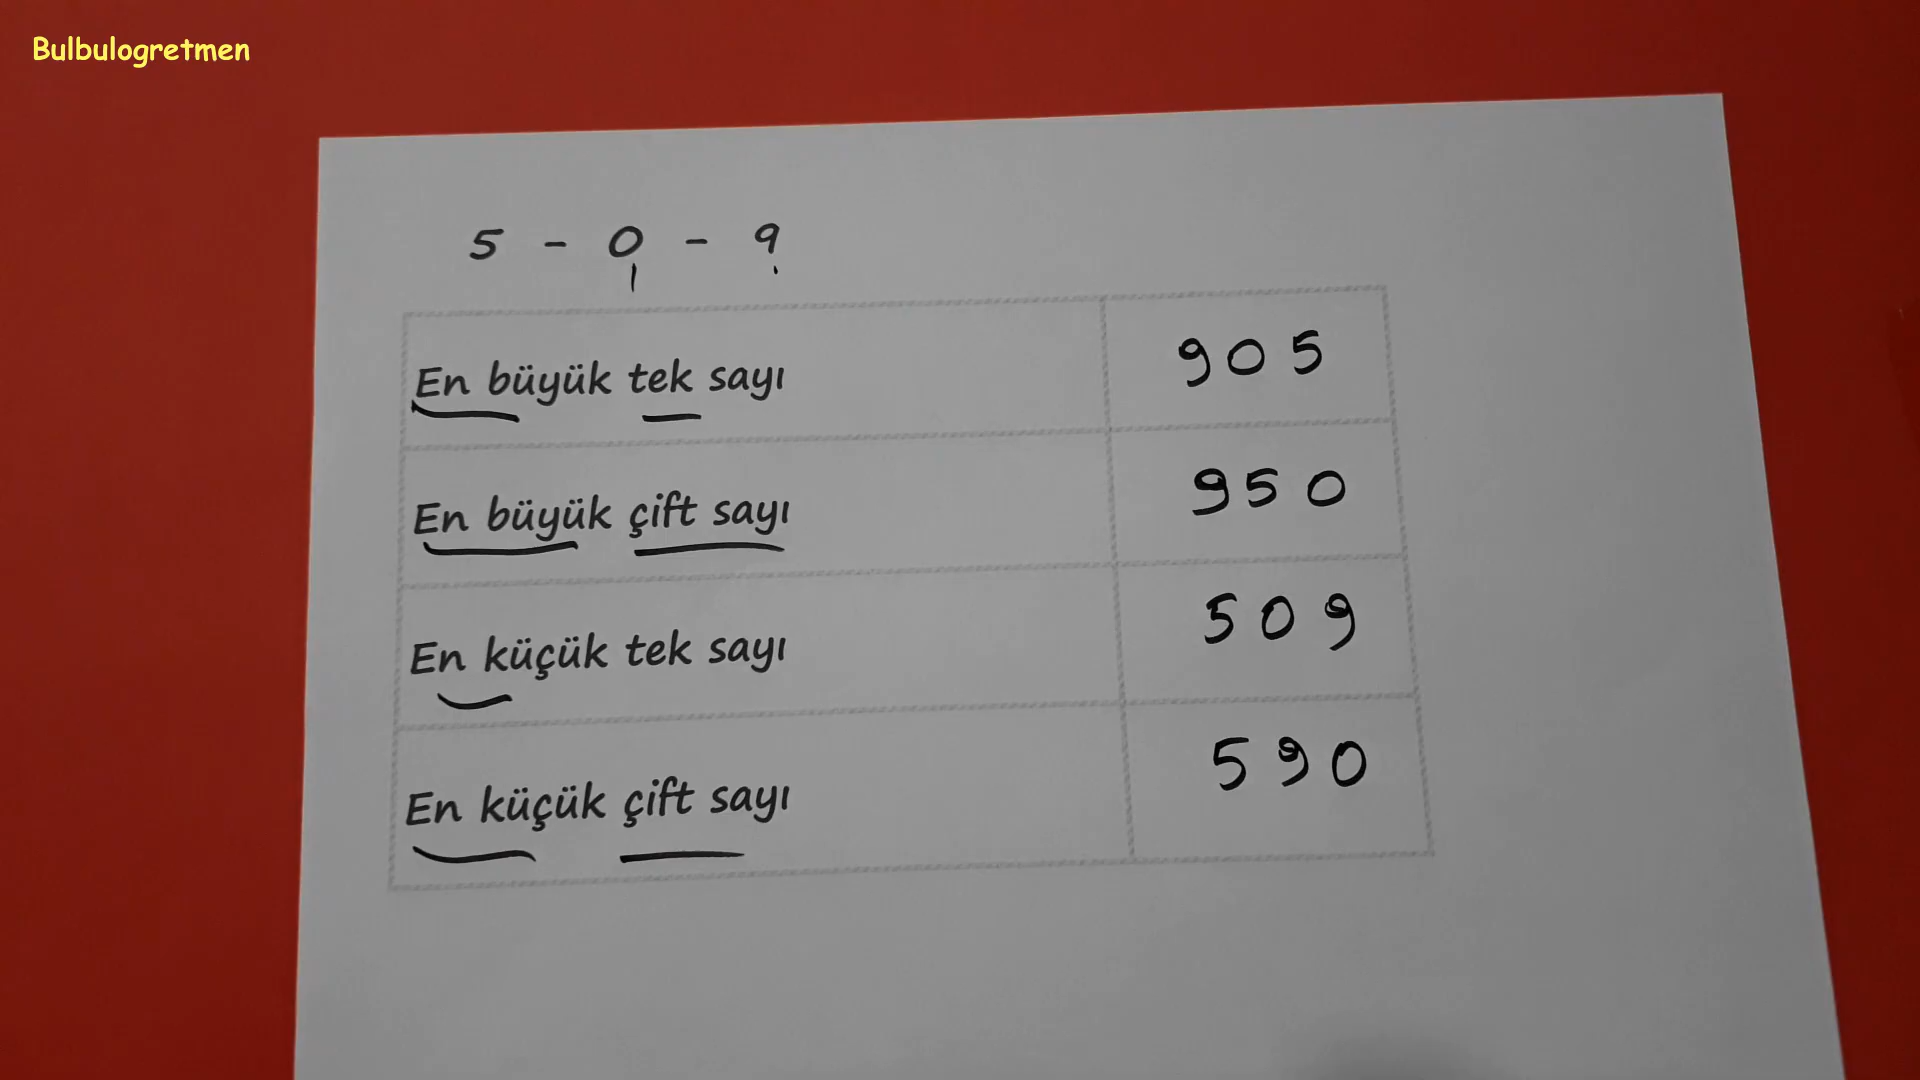 Bulbulogretmen
5 - 0 - 9
En büyük tek sayı 905
En büyük çift sayı 950
En küçük tek sayı 509
En küçük çift sayı 590